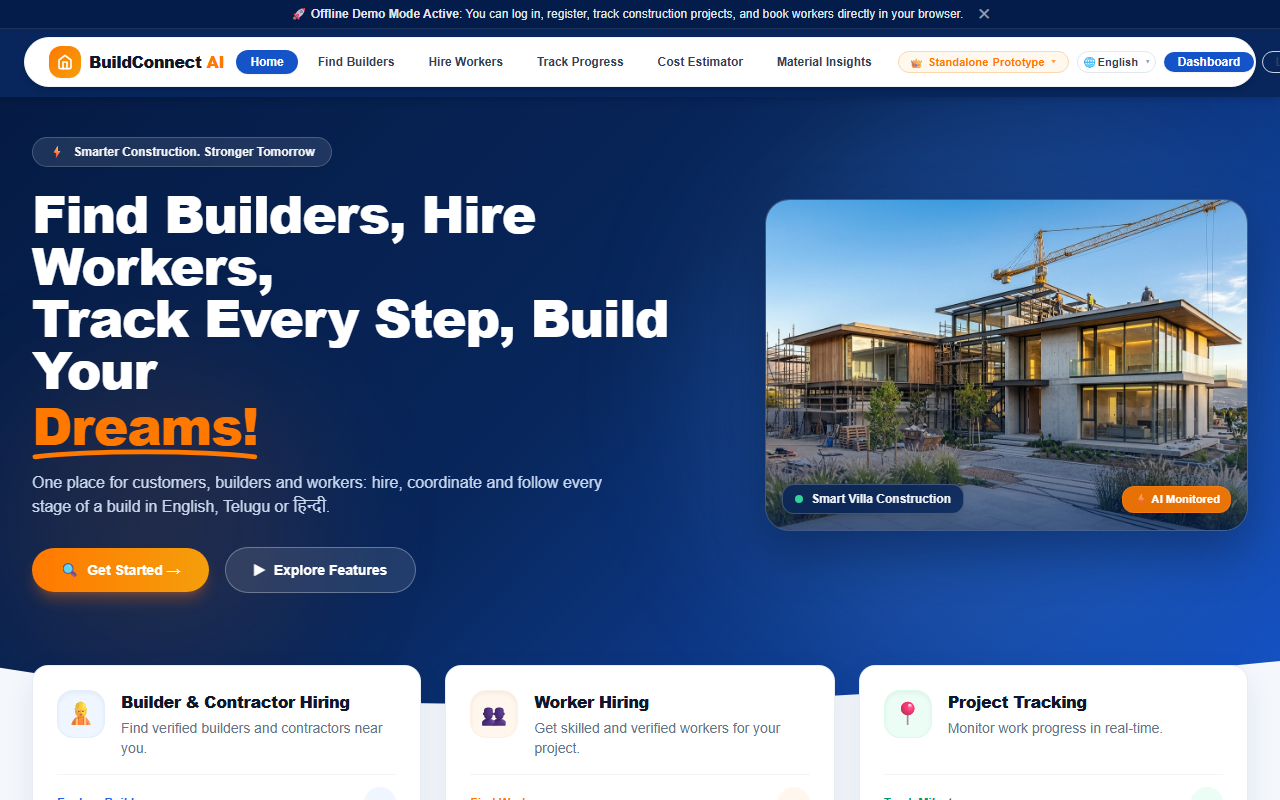 Offline Demo Mode Active: You can log in, register, track construction projects, and book workers directly in your browser. ✕
BuildConnect AI
Home
Find Builders
Hire Workers
Track Progress
Cost Estimator
Material Insights
Standalone Prototype
English
Dashboard
Smarter Construction. Stronger Tomorrow
Find Builders, Hire
Workers,
Track Every Step, Build
Your
Dreams!
One place for customers, builders and workers: hire, coordinate and follow every
stage of a build in English, Telugu or हिन्दी.
Get Started →
Explore Features
Smart Villa Construction
AI Monitored
Builder & Contractor Hiring
Find verified builders and contractors near
you.
Worker Hiring
Get skilled and verified workers for your
project.
Project Tracking
Monitor work progress in real-time.